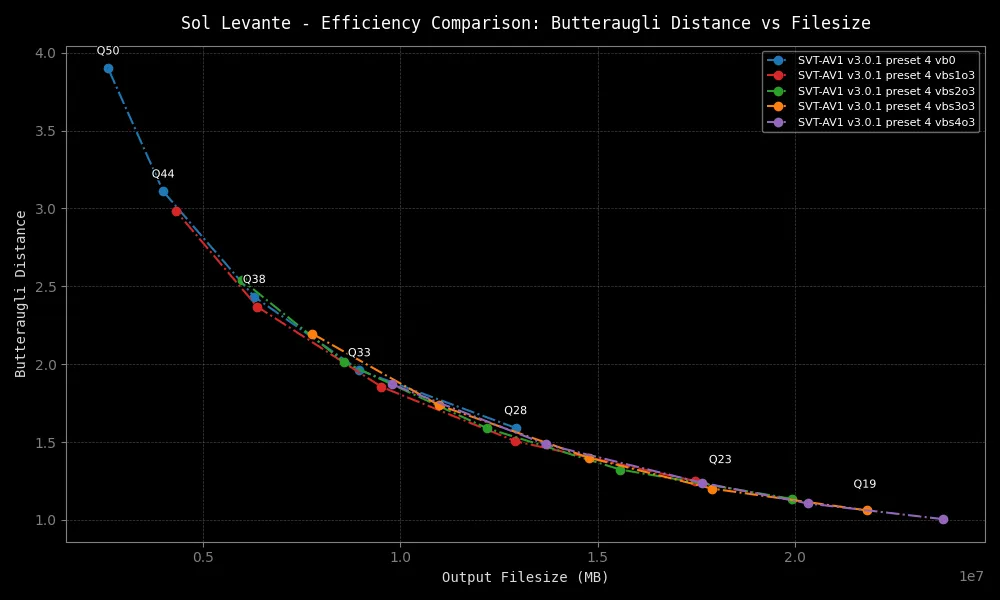 Sol Levante - Efficiency Comparison: Butteraugli Distance vs Filesize
SVT-AV1 v3.0.1 preset 4 vb0
SVT-AV1 v3.0.1 preset 4 vbs1o3
SVT-AV1 v3.0.1 preset 4 vbs2o3
SVT-AV1 v3.0.1 preset 4 vbs3o3
SVT-AV1 v3.0.1 preset 4 vbs4o3
Q50
Q44
Q38
Q33
Q28
Q23
Q19
Butteraugli Distance
4.0
3.5
3.0
2.5
2.0
1.5
1.0
0.5
1.0
1.5
2.0
1e7
Output Filesize (MB)